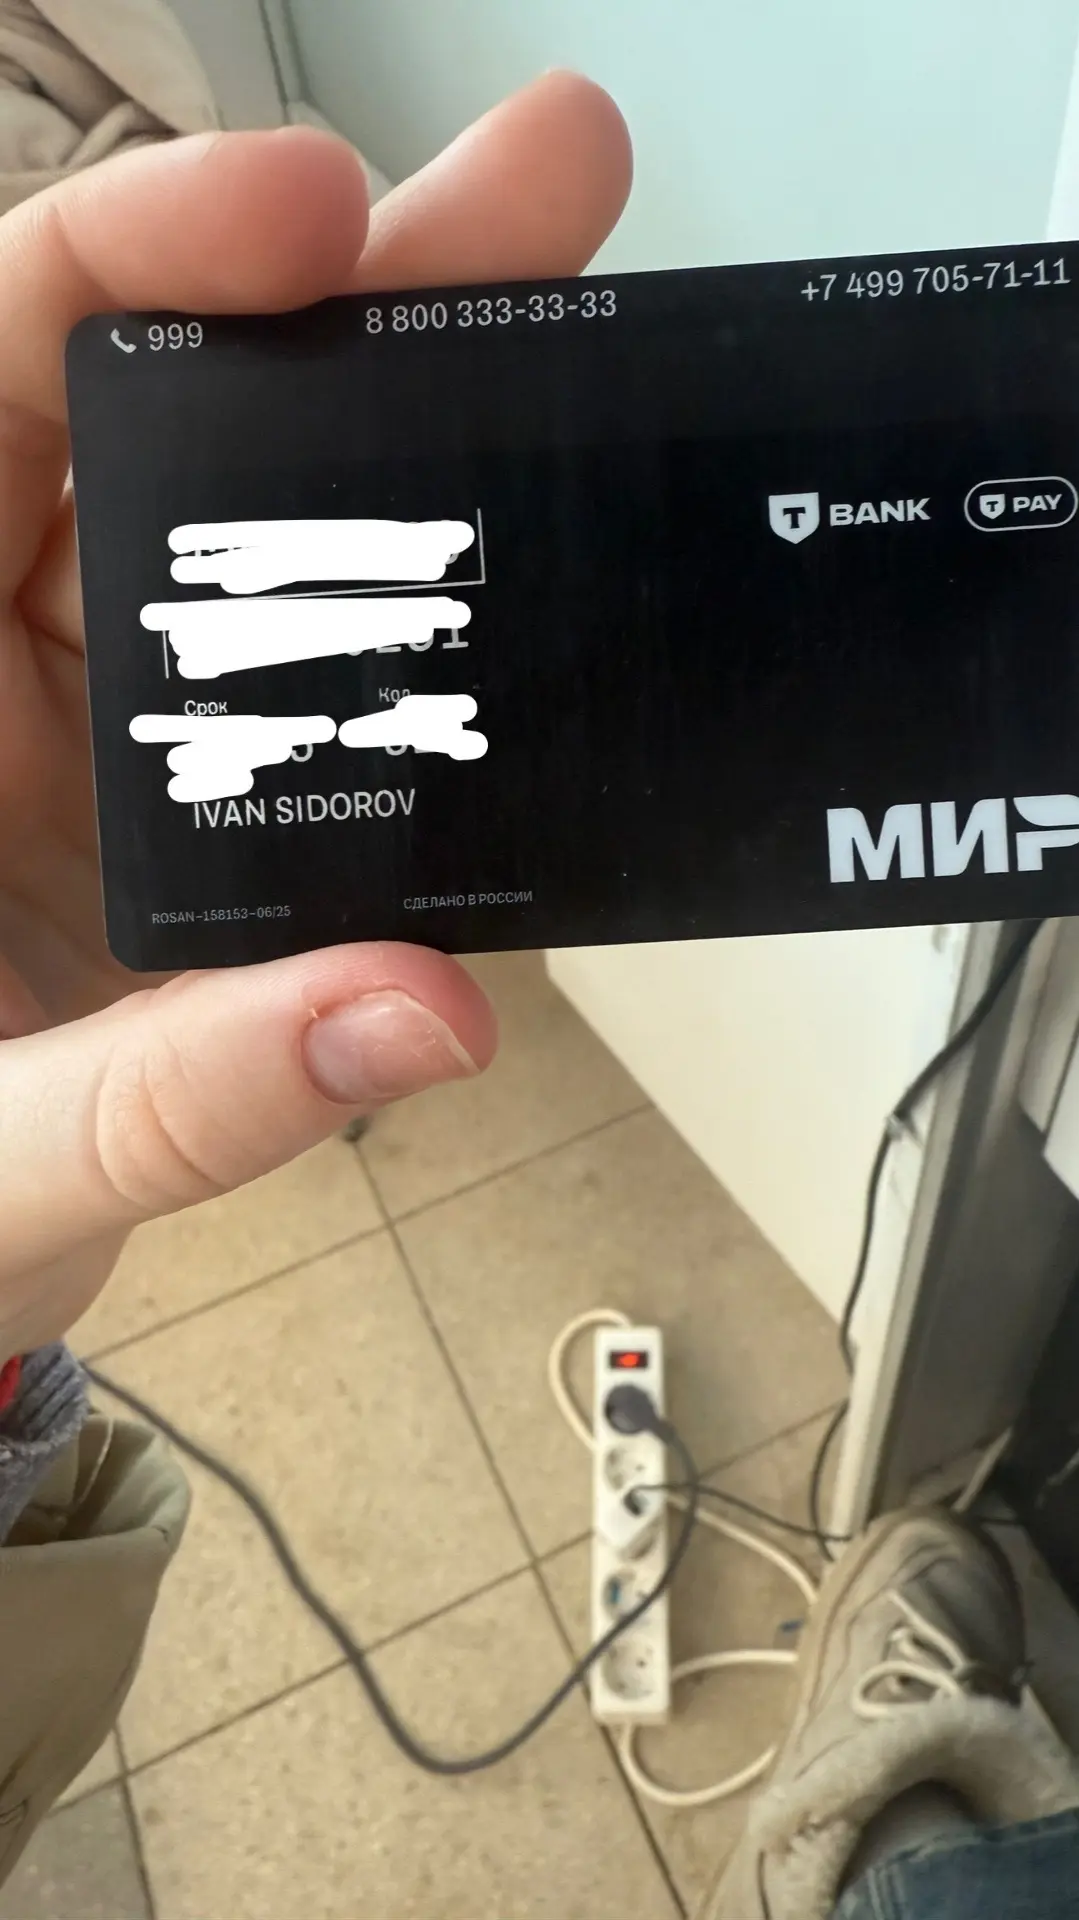 999 8 800 333-33-33 +7 499 705-71-11
T BANK T PAY
Срок Код
IVAN SIDOROV
МИР
ROSAN-158153-06/25 СДЕЛАНО В РОССИИ